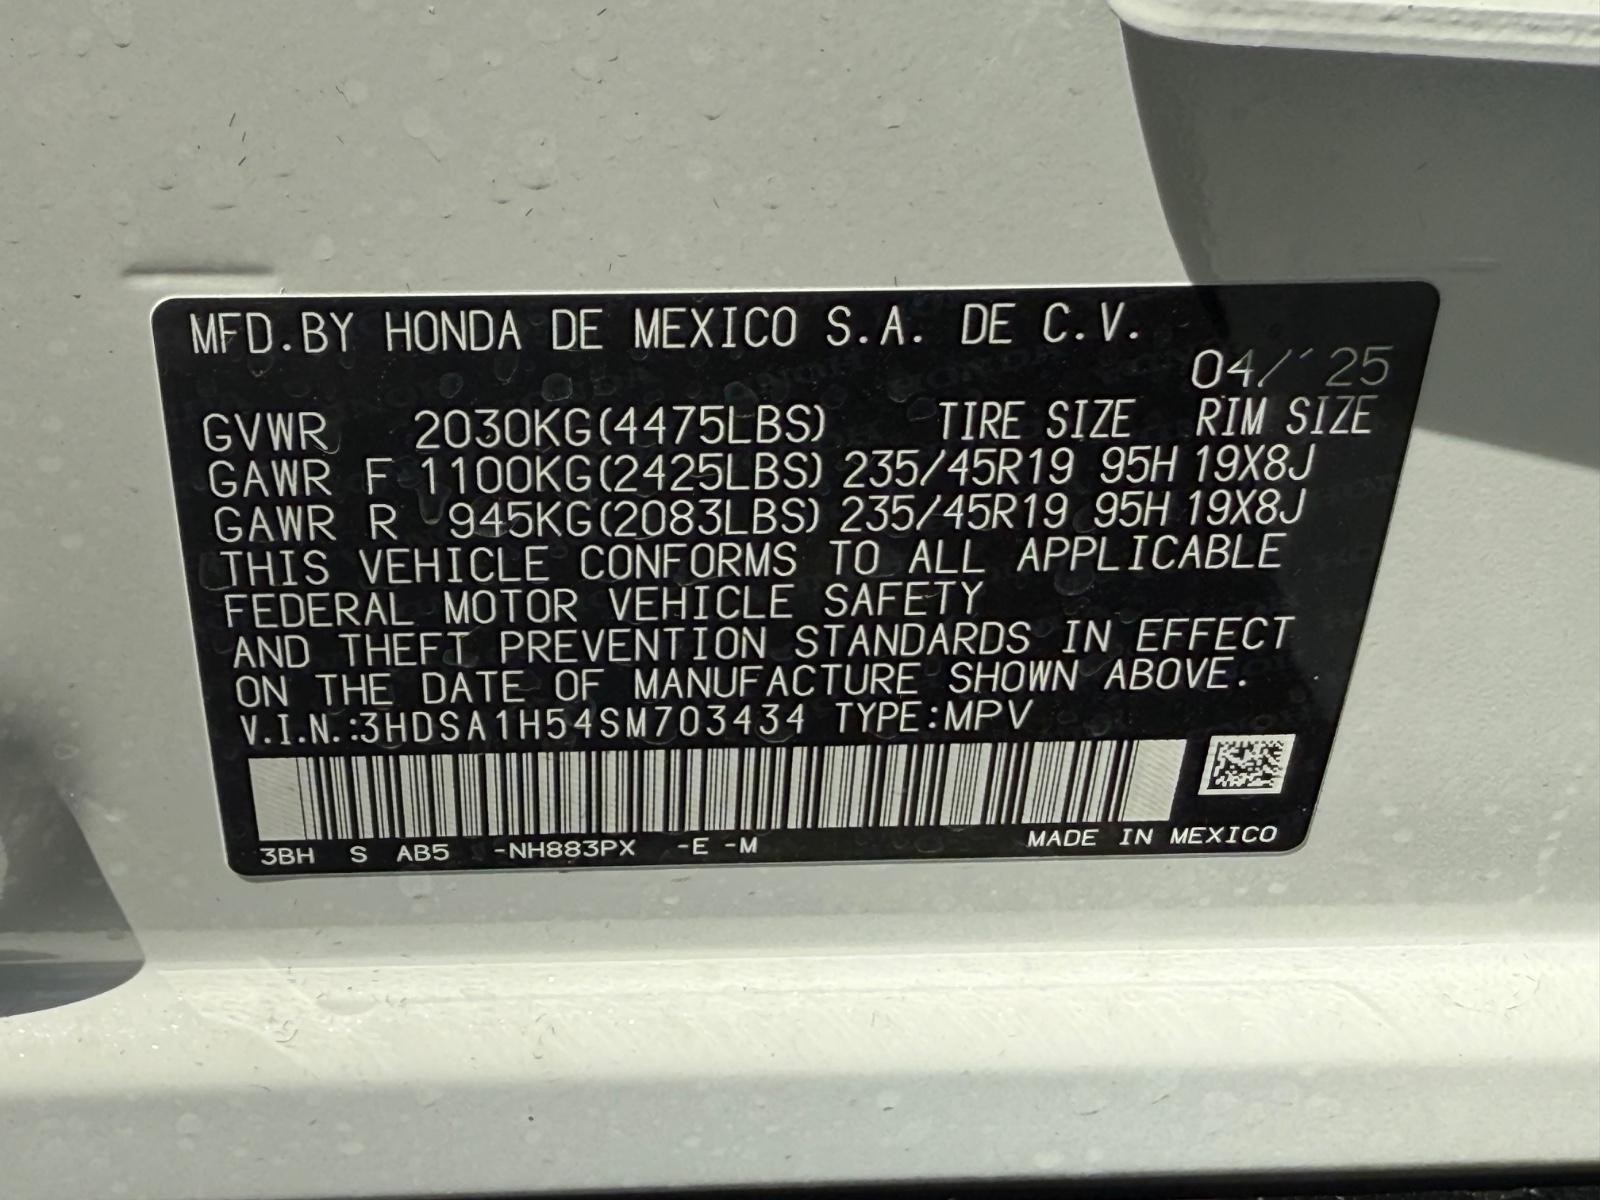 MFD.BY HONDA DE MEXICO S.A. DE C.V.
04/'25
GVWR 2030KG(4475LBS) TIRE SIZE RIM SIZE
GAWR F 1100KG(2425LBS) 235/45R19 95H 19X8J
GAWR R 945KG(2083LBS) 235/45R19 95H 19X8J
THIS VEHICLE CONFORMS TO ALL APPLICABLE
FEDERAL MOTOR VEHICLE SAFETY
AND THEFT PREVENTION STANDARDS IN EFFECT
ON THE DATE OF MANUFACTURE SHOWN ABOVE.
V.I.N.:3HDSA1H54SM703434 TYPE:MPV
3BH S AB5 -NH883PX -E -M MADE IN MEXICO